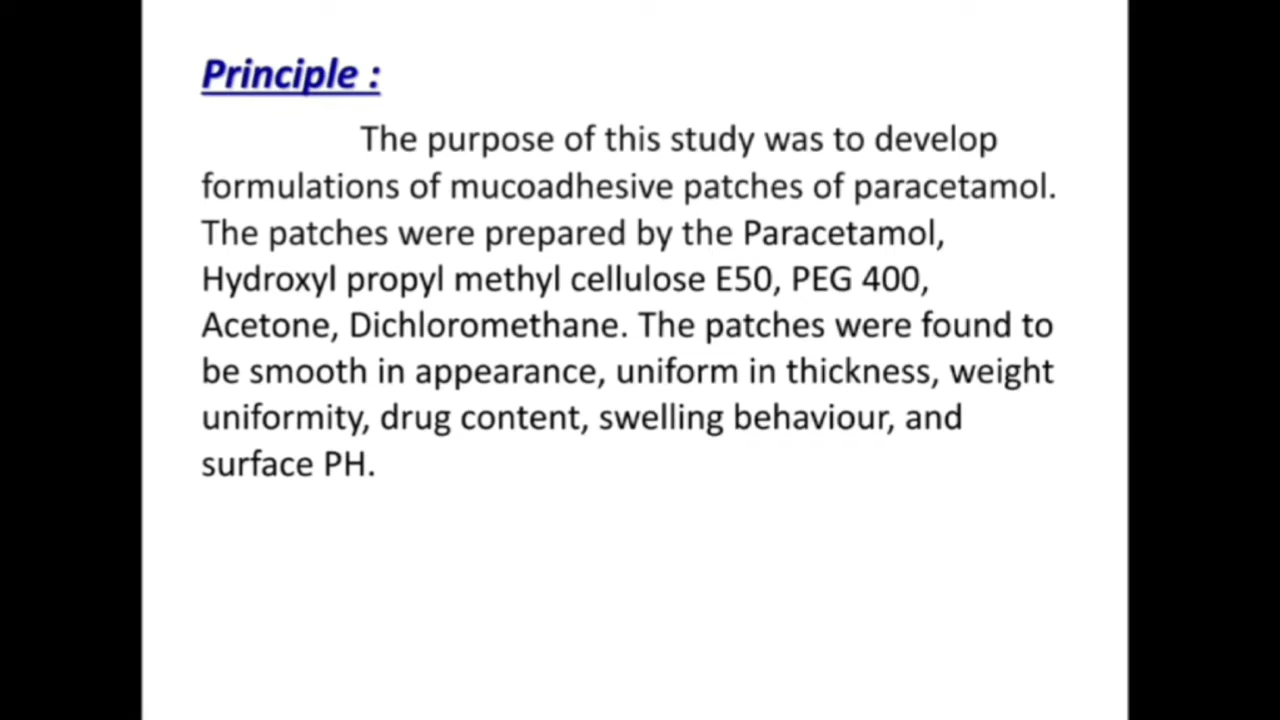 Principle :
The purpose of this study was to develop
formulations of mucoadhesive patches of paracetamol.
The patches were prepared by the Paracetamol,
Hydroxyl propyl methyl cellulose E50, PEG 400,
Acetone, Dichloromethane. The patches were found to
be smooth in appearance, uniform in thickness, weight
uniformity, drug content, swelling behaviour, and
surface PH.